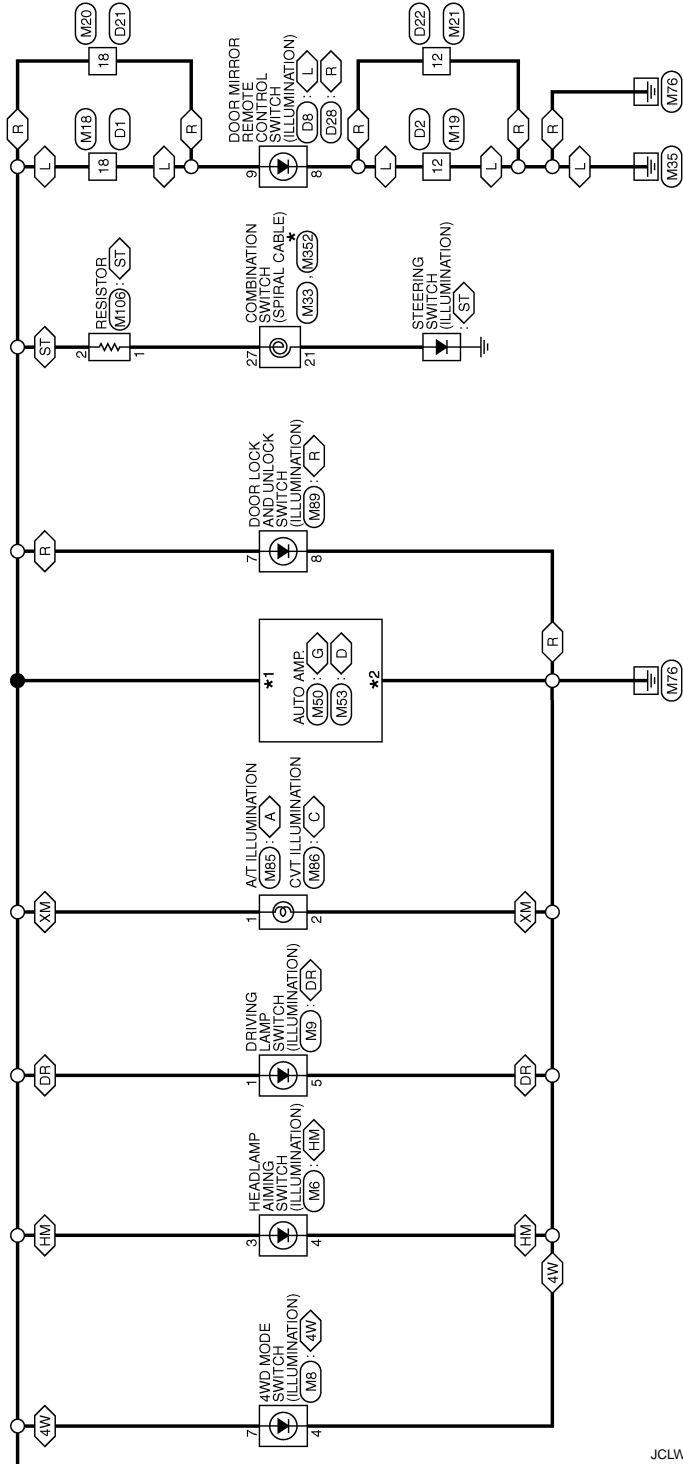 4W
7
4WD MODE
SWITCH
(ILLUMINATION)
M8 : 4W
4
4W
HM
3
HEADLAMP
AIMING
SWITCH
(ILLUMINATION)
M6 : HM
4
HM
DR
1
DRIVING
LAMP
SWITCH
(ILLUMINATION)
M9 : DR
5
DR
XM
1
A/T ILLUMINATION
M85 : A
CVT ILLUMINATION
M86 : C
2
XM
*1
AUTO AMP.
M50 : G
M53 : D
*2
M76
R
7
DOOR LOCK
AND UNLOCK
SWITCH
(ILLUMINATION)
M89 : R
8
R
ST
2
RESISTOR
M106 : ST
1
27
COMBINATION
SWITCH
(SPIRAL CABLE)
M33 , M352 *
21
STEERING
SWITCH
(ILLUMINATION)
: ST
L
R
18
M18
D1
18
M20
D21
L
R
9
DOOR MIRROR
REMOTE
CONTROL
SWITCH
(ILLUMINATION)
D8 : L
D28 : R
8
L
R
12
D2
M19
12
D22
M21
L
R
L
R
M35
M76
JCLW